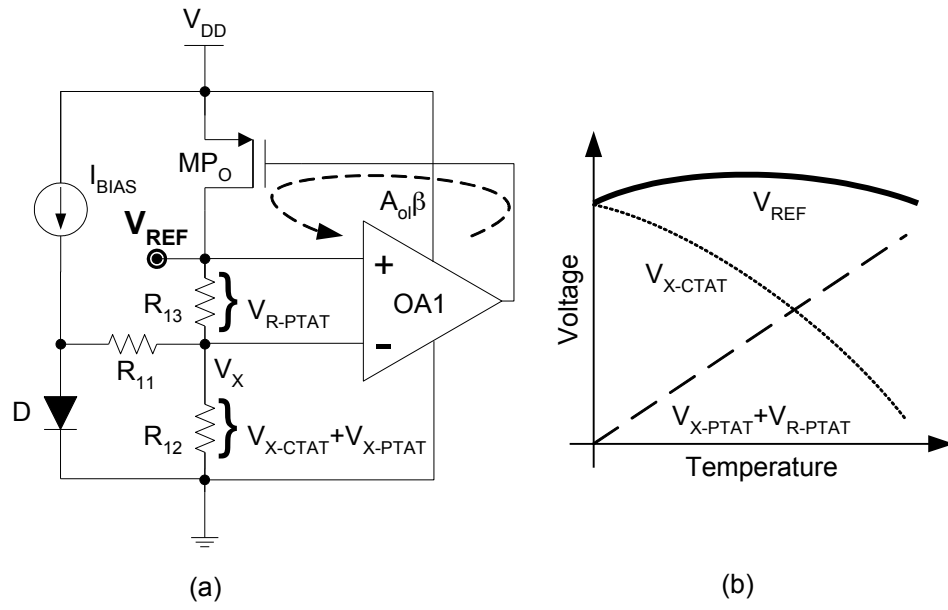 V_DD
I_BIAS
MP_O
A_olβ
V_REF
+
R_13
V_R-PTAT
OA1
-
R_11
V_X
D
R_12
V_X-CTAT+V_X-PTAT
(a)
Voltage
V_REF
V_X-CTAT
V_X-PTAT+V_R-PTAT
Temperature
(b)